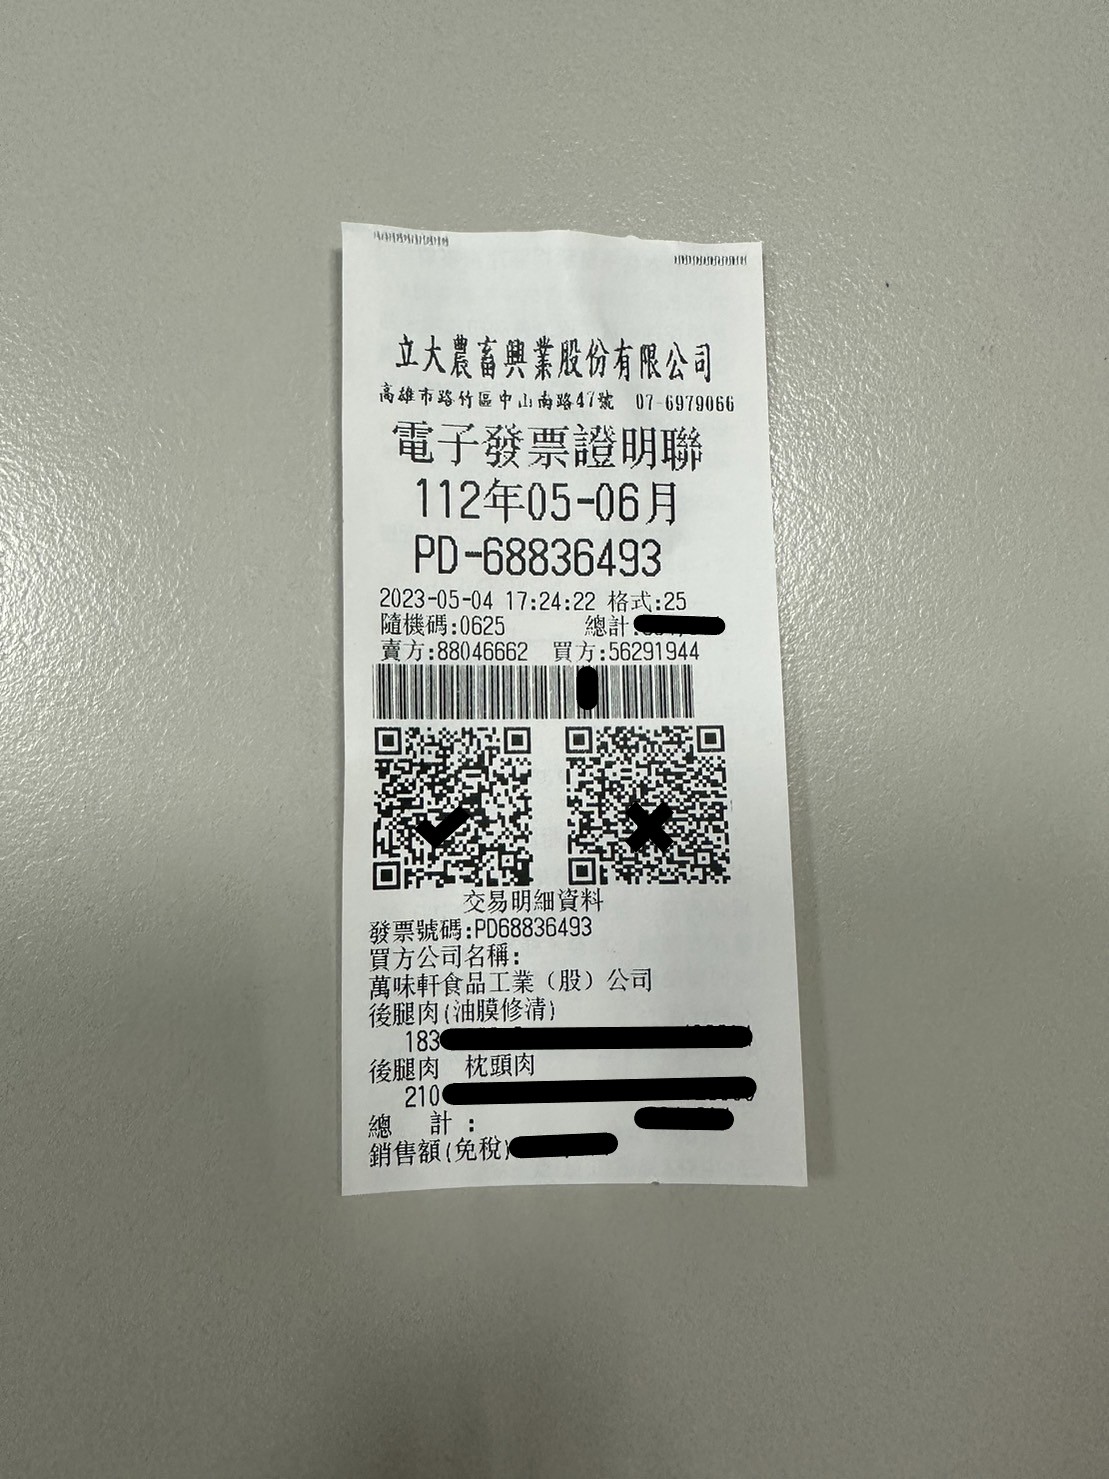 立大農畜興業股份有限公司
高雄市路竹區中山南路47號 07-6979066
電子發票證明聯
112年05-06月
PD-68836493
2023-05-04 17:24:22 格式:25
隨機碼:0625 總計:
賣方:88046662 買方:56291944
交易明細資料
發票號碼:PD68836493
買方公司名稱:
萬味軒食品工業(股)公司
後腿肉(油膜修清)
183
後腿肉 枕頭肉
210
總 計:
銷售額(免稅)